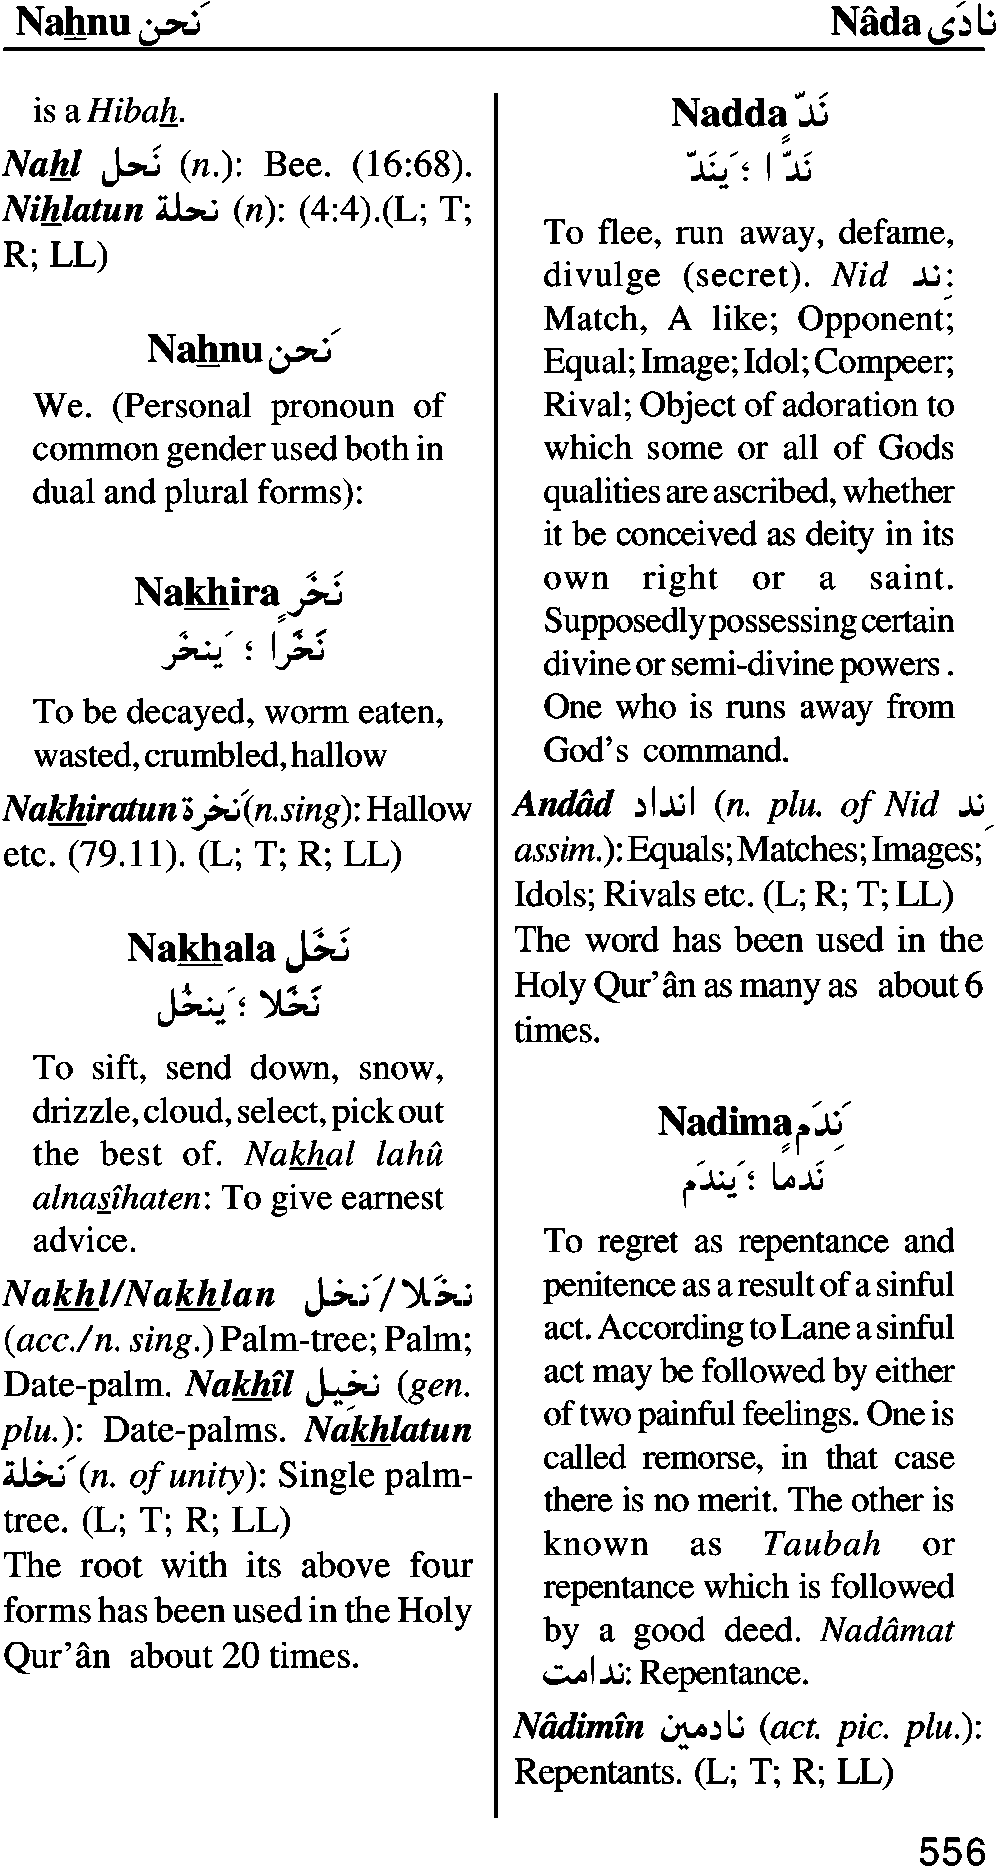 Nahnu نَحن
Nâda نادَى
is a Hibah.
Nahl نَحل (n.): Bee. (16:68).
Nihlatun نحلة (n): (4:4).(L; T;
R; LL)
Nahnu نَحن
We. (Personal pronoun of
common gender used both in
dual and plural forms):
Nakhira نَخَرٍ
نَخَرا ؛ يَنخَر
To be decayed, worm eaten,
wasted, crumbled, hallow
Nakhiratun نَخرة (n.sing): Hallow
etc. (79.11). (L; T; R; LL)
Nakhala نَخَل
نَخَلا ؛ يَنخُل
To sift, send down, snow,
drizzle, cloud, select, pick out
the best of. Nakhal lahû
alnasîhaten: To give earnest
advice.
Nakhl/Nakhlan نخَلا/نَخل
(acc./n. sing.) Palm-tree; Palm;
Date-palm. Nakhîl نخِيل (gen.
plu.): Date-palms. Nakhlatun
نَخلة (n. of unity): Single palm-
tree. (L; T; R; LL)
The root with its above four
forms has been used in the Holy
Qur’ân about 20 times.
Nadda نَدّ
نَدًّا ؛ يَنَدّ
To flee, run away, defame,
divulge (secret). Nid نِد:
Match, A like; Opponent;
Equal; Image; Idol; Compeer;
Rival; Object of adoration to
which some or all of Gods
qualities are ascribed, whether
it be conceived as deity in its
own right or a saint.
Supposedly possessing certain
divine or semi-divine powers .
One who is runs away from
God’s command.
Andâd انداد (n. plu. of Nid نِد
assim.): Equals; Matches; Images;
Idols; Rivals etc. (L; R; T; LL)
The word has been used in the
Holy Qur’ân as many as about 6
times.
Nadima نَدِمَ
نَدماً ؛ يَندَم
To regret as repentance and
penitence as a result of a sinful
act. According to Lane a sinful
act may be followed by either
of two painful feelings. One is
called remorse, in that case
there is no merit. The other is
known as Taubah or
repentance which is followed
by a good deed. Nadâmat
ندامت: Repentance.
Nâdimîn نادمين (act. pic. plu.):
Repentants. (L; T; R; LL)
556